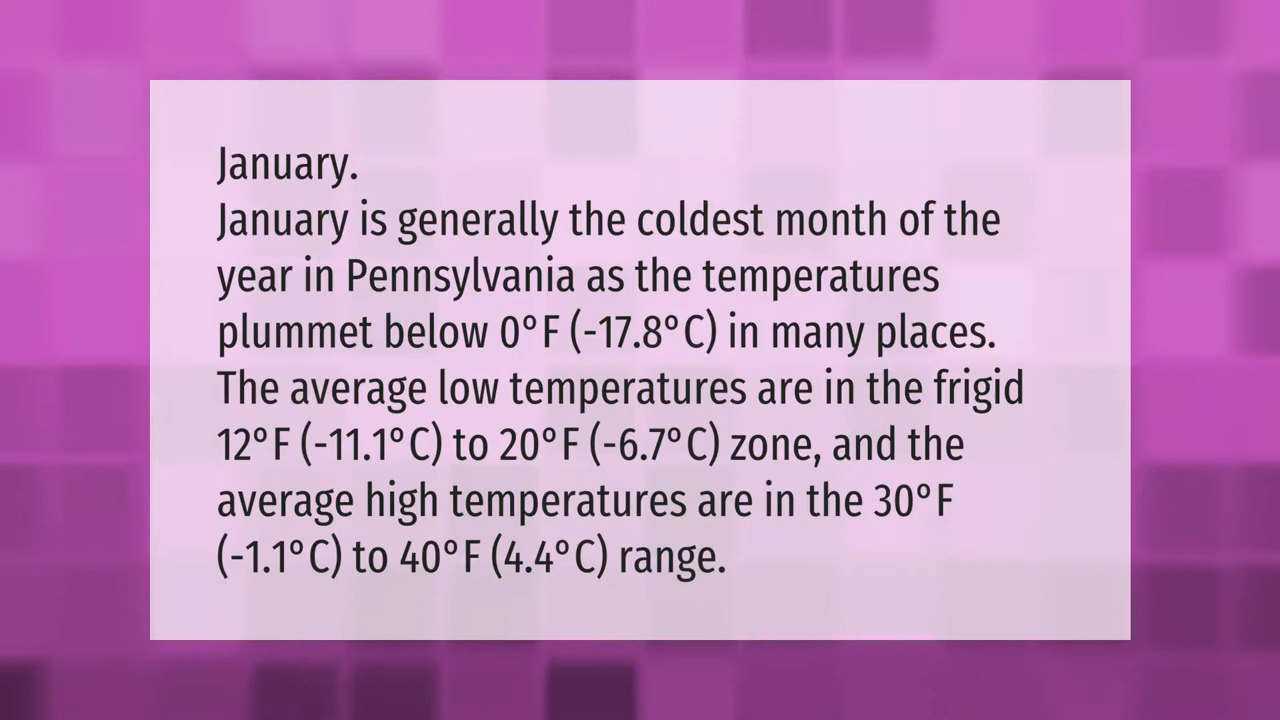 January.
January is generally the coldest month of the
year in Pennsylvania as the temperatures
plummet below 0°F (-17.8°C) in many places.
The average low temperatures are in the frigid
12°F (-11.1°C) to 20°F (-6.7°C) zone, and the
average high temperatures are in the 30°F
(-1.1°C) to 40°F (4.4°C) range.